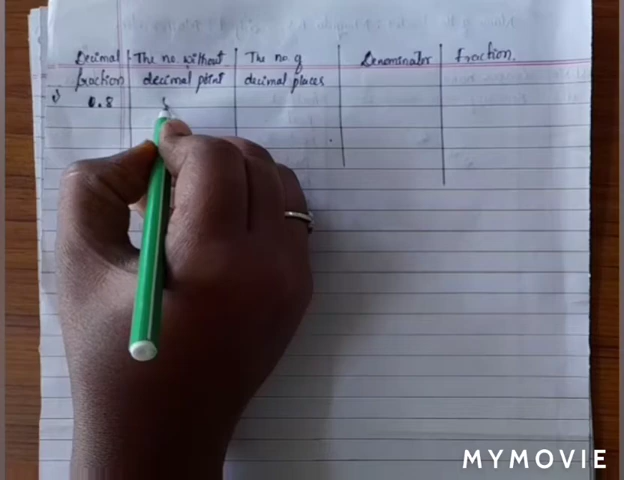 Decimal The no. without The no. of Denominator Fraction.
fraction decimal point decimal places
0.8
MYMOVIE